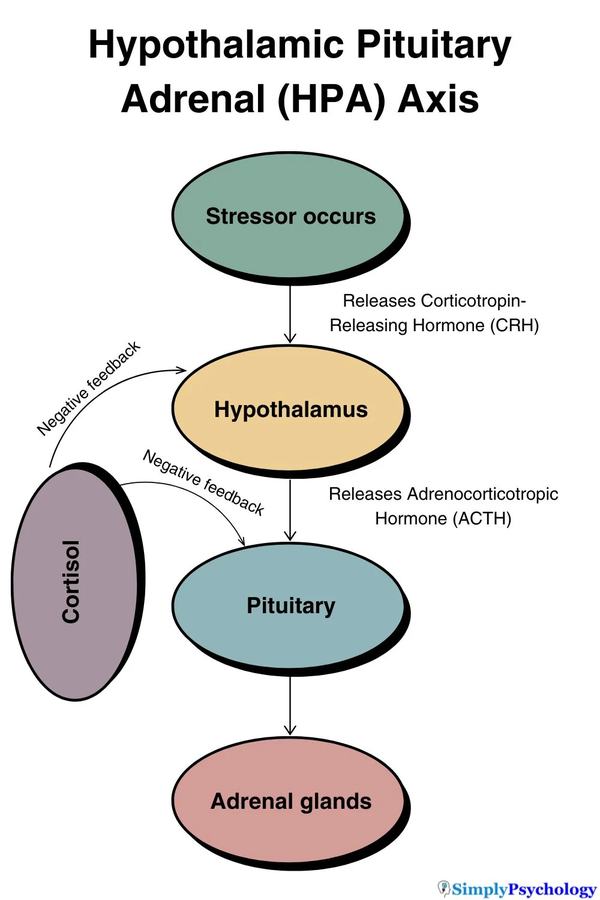 Hypothalamic Pituitary
Adrenal (HPA) Axis
Stressor occurs
Releases Corticotropin-
Releasing Hormone (CRH)
Negative feedback
Hypothalamus
Negative feedback
Releases Adrenocorticotropic
Hormone (ACTH)
Cortisol
Pituitary
Adrenal glands
SimplyPsychology